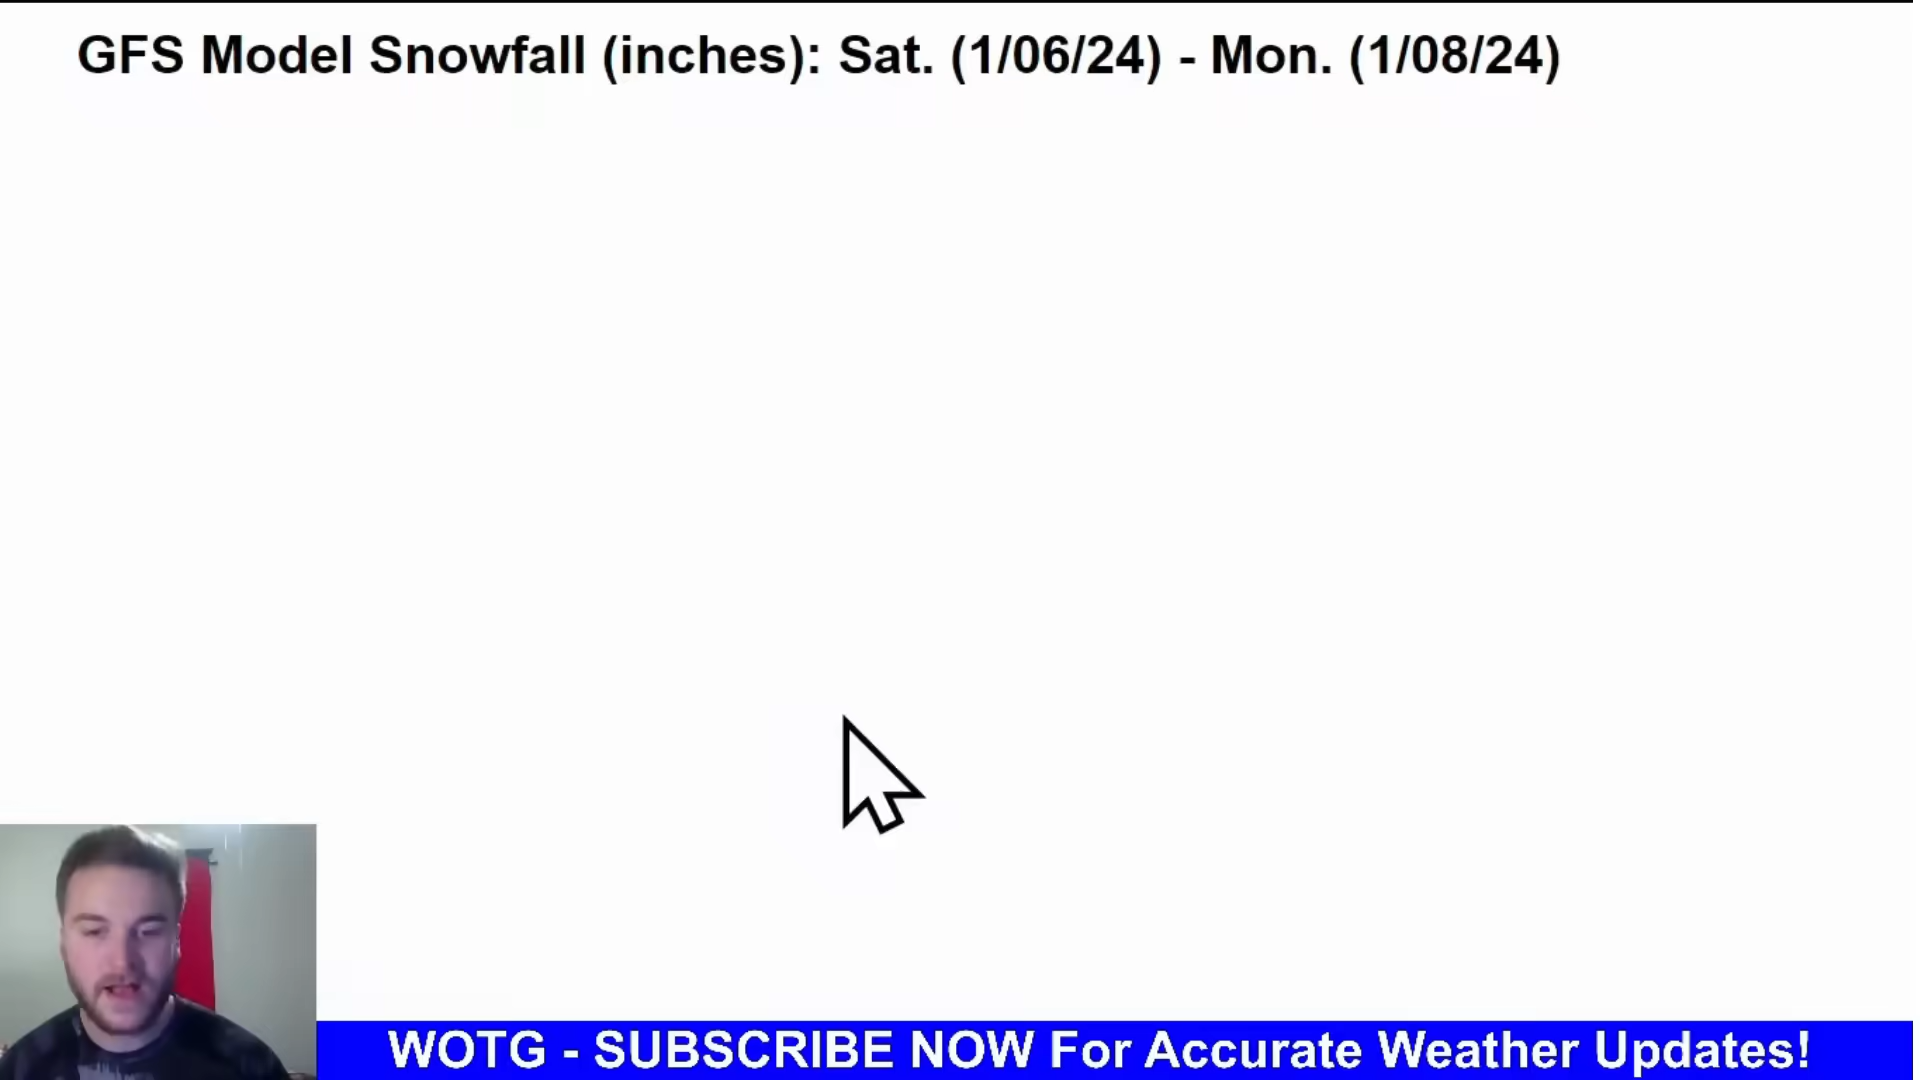 GFS Model Snowfall (inches): Sat. (1/06/24) - Mon. (1/08/24)
WOTG - SUBSCRIBE NOW For Accurate Weather Updates!